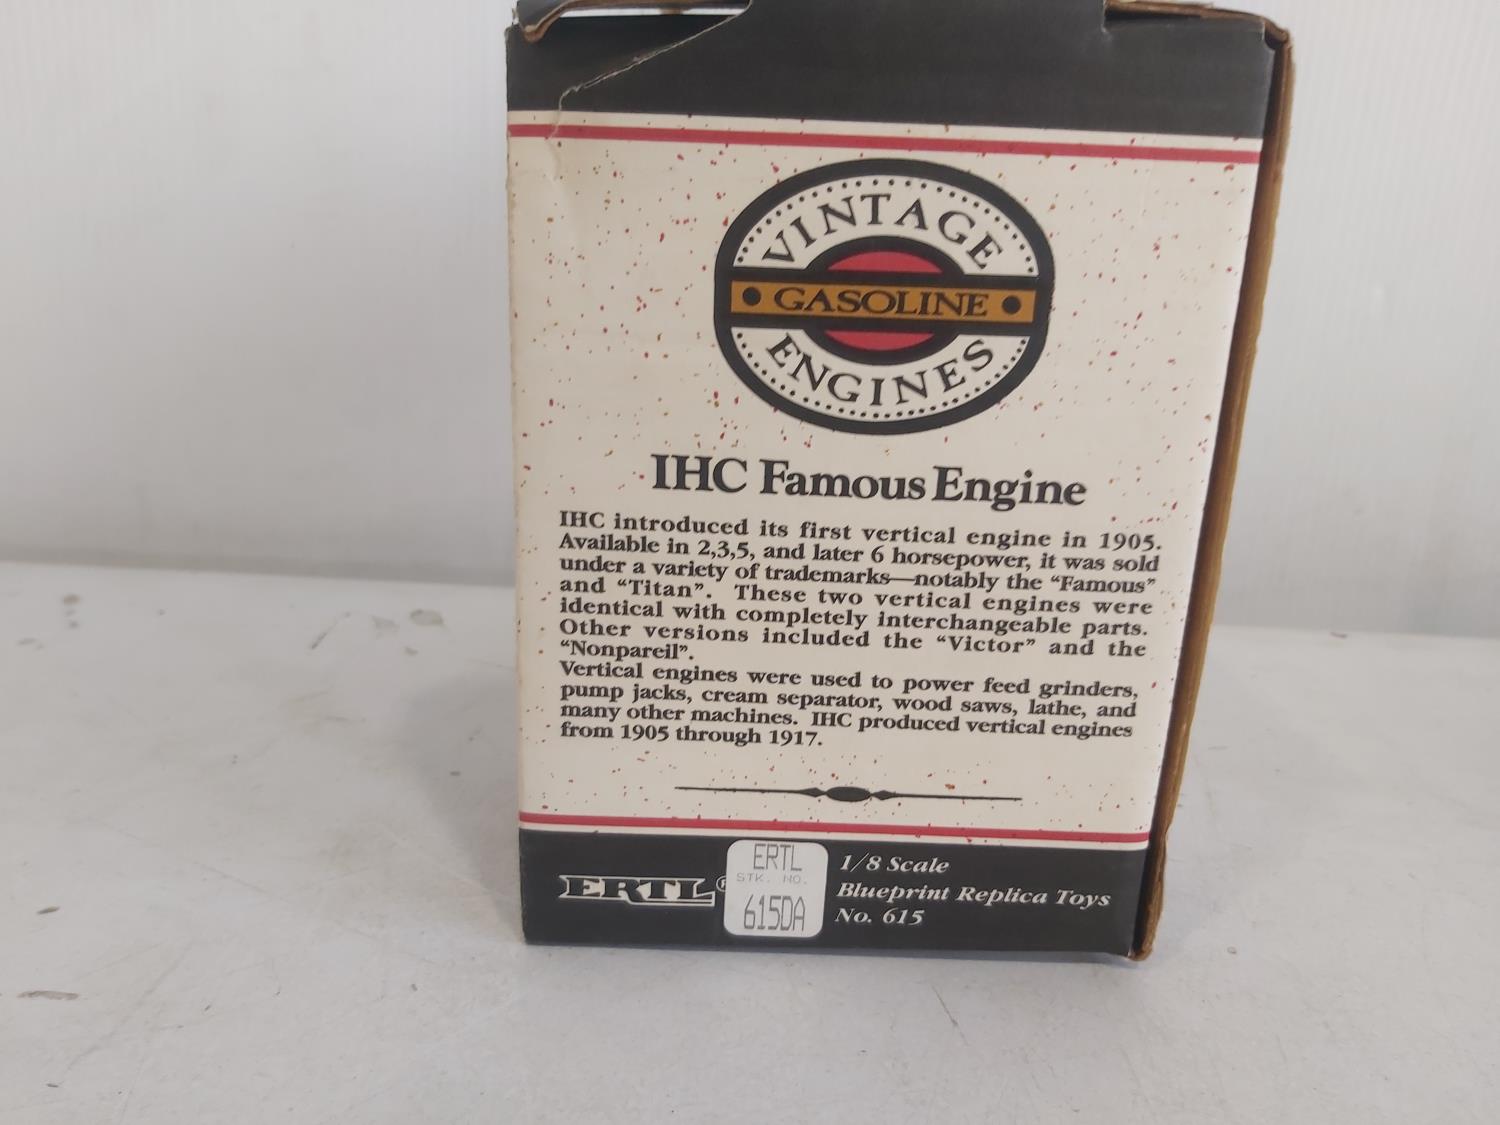 VINTAGE
GASOLINE
ENGINES
IHC Famous Engine
IHC introduced its first vertical engine in 1905.
Available in 2,3,5, and later 6 horsepower, it was sold
under a variety of trademarks—notably the “Famous”
and “Titan”. These two vertical engines were
identical with completely interchangeable parts.
Other versions included the “Victor” and the
“Nonpareil”.
Vertical engines were used to power feed grinders,
pump jacks, cream separator, wood saws, lathe, and
many other machines. IHC produced vertical engines
from 1905 through 1917.
ERTL®
ERTL
STK. NO.
615DA
1/8 Scale
Blueprint Replica Toys
No. 615